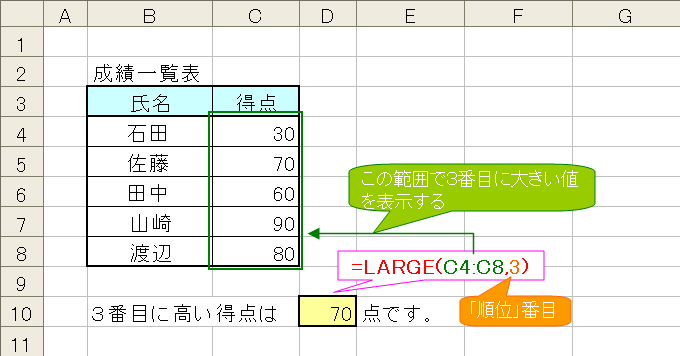 A B C D E F G
1
2 成績一覧表
3 氏名 得点
4 石田 30
5 佐藤 70
6 田中 60
この範囲で3番目に大きい値
を表示する
7 山崎 90
8 渡辺 80
=LARGE(C4:C8,3)
9
10 3番目に高い得点は 70 点です。
「順位」番目
11